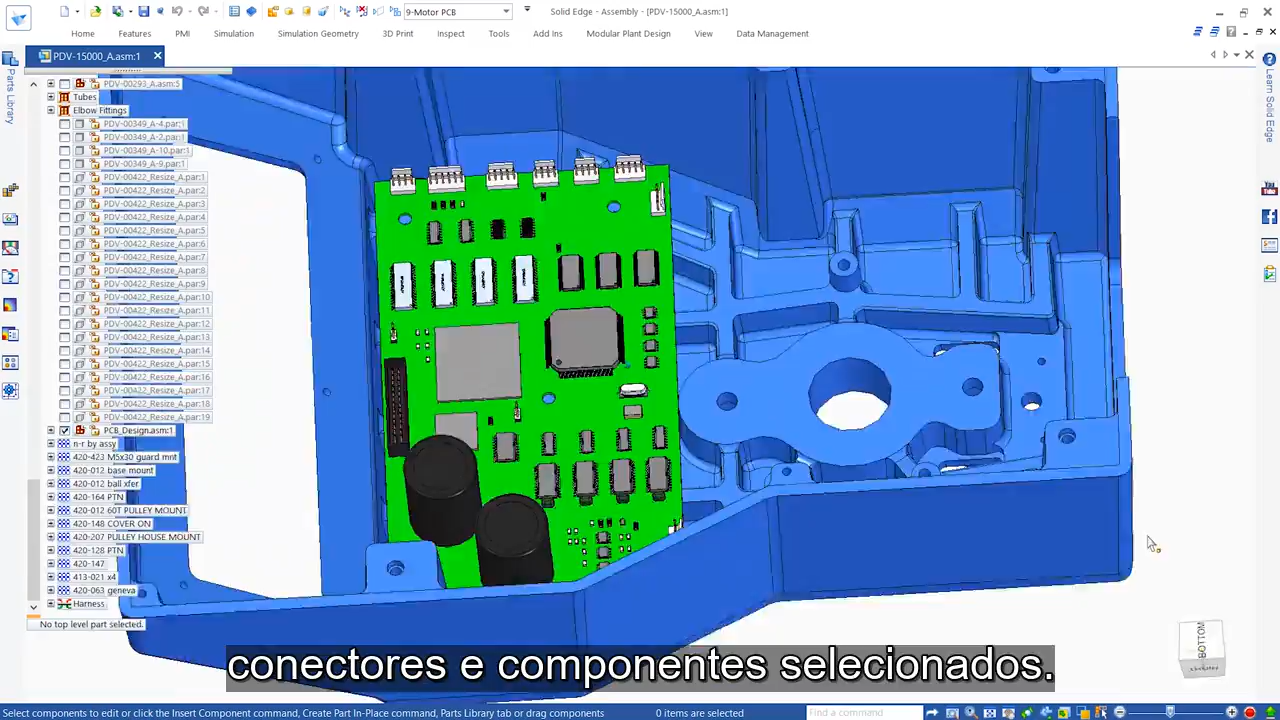 9-Motor PCB
Solid Edge - Assembly - [PDV-15000_A.asm:1]
Home Features PMI Simulation Simulation Geometry 3D Print Inspect Tools Add Ins Modular Plant Design View Data Management
PDV-15000_A.asm:1
Parts Library
Learn Solid Edge
You Tube
PDV-00293_A.asm:5
Tubes
Elbow Fittings
PDV-00349_A-4.par:1
PDV-00349_A-2.par:1
PDV-00349_A-10.par:1
PDV-00349_A-9.par:1
PDV-00422_Resize_A.par:1
PDV-00422_Resize_A.par:2
PDV-00422_Resize_A.par:3
PDV-00422_Resize_A.par:4
PDV-00422_Resize_A.par:5
PDV-00422_Resize_A.par:6
PDV-00422_Resize_A.par:7
PDV-00422_Resize_A.par:8
PDV-00422_Resize_A.par:9
PDV-00422_Resize_A.par:10
PDV-00422_Resize_A.par:11
PDV-00422_Resize_A.par:12
PDV-00422_Resize_A.par:13
PDV-00422_Resize_A.par:14
PDV-00422_Resize_A.par:15
PDV-00422_Resize_A.par:16
PDV-00422_Resize_A.par:17
PDV-00422_Resize_A.par:18
PDV-00422_Resize_A.par:19
PCB_Design.asm:1
n-r by assy
420-423 M5x30 guard mnt
420-012 base mount
420-012 ball xfer
420-164 PTN
420-012 60T PULLEY MOUNT
420-148 COVER ON
420-207 PULLEY HOUSE MOUNT
420-128 PTN
420-147
413-021 x4
420-063 geneva
Harness
No top level part selected.
BOTTOM
conectores e componentes selecionados.
Select components to edit or click the Insert Component command, Create Part In-Place command, Parts Library tab or drag components 0 items are selected Find a command